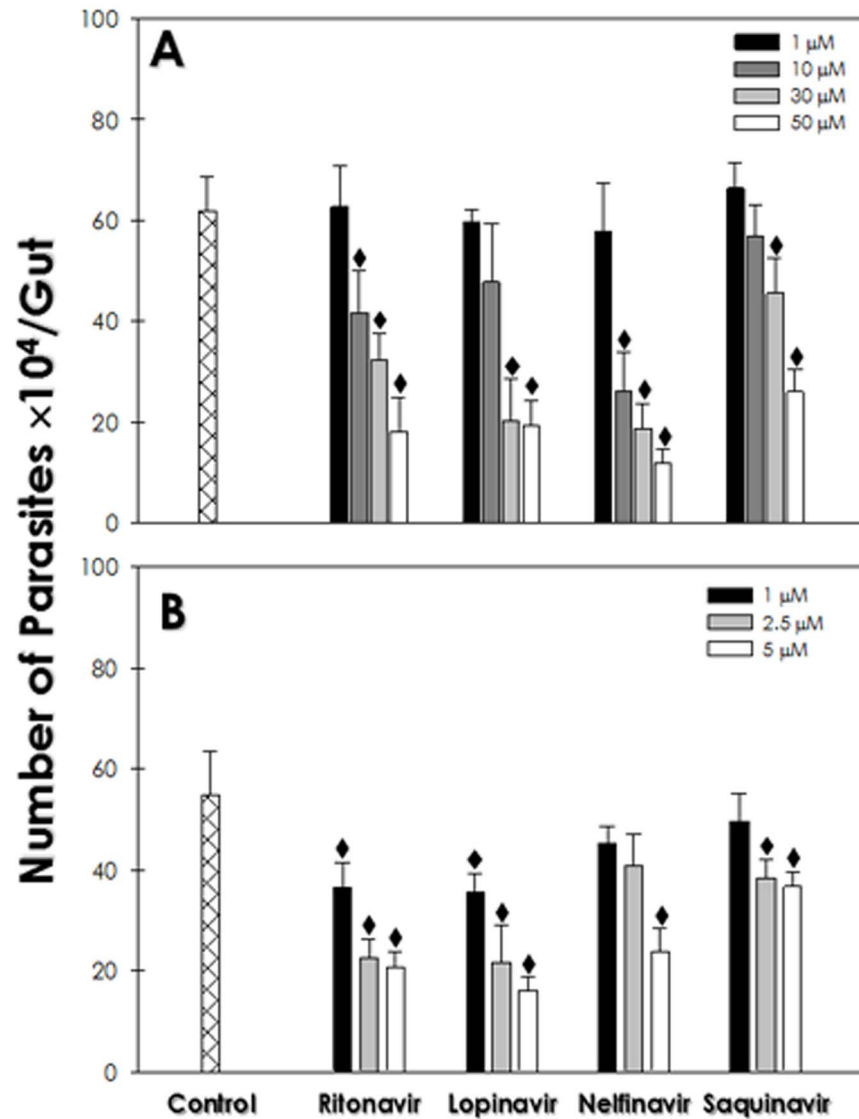 Number of Parasites ×10⁴/Gut
A
100
80
60
40
20
0
1 µM
10 µM
30 µM
50 µM
B
100
80
60
40
20
0
1 µM
2.5 µM
5 µM
Control Ritonavir Lopinavir Nelfinavir Saquinavir